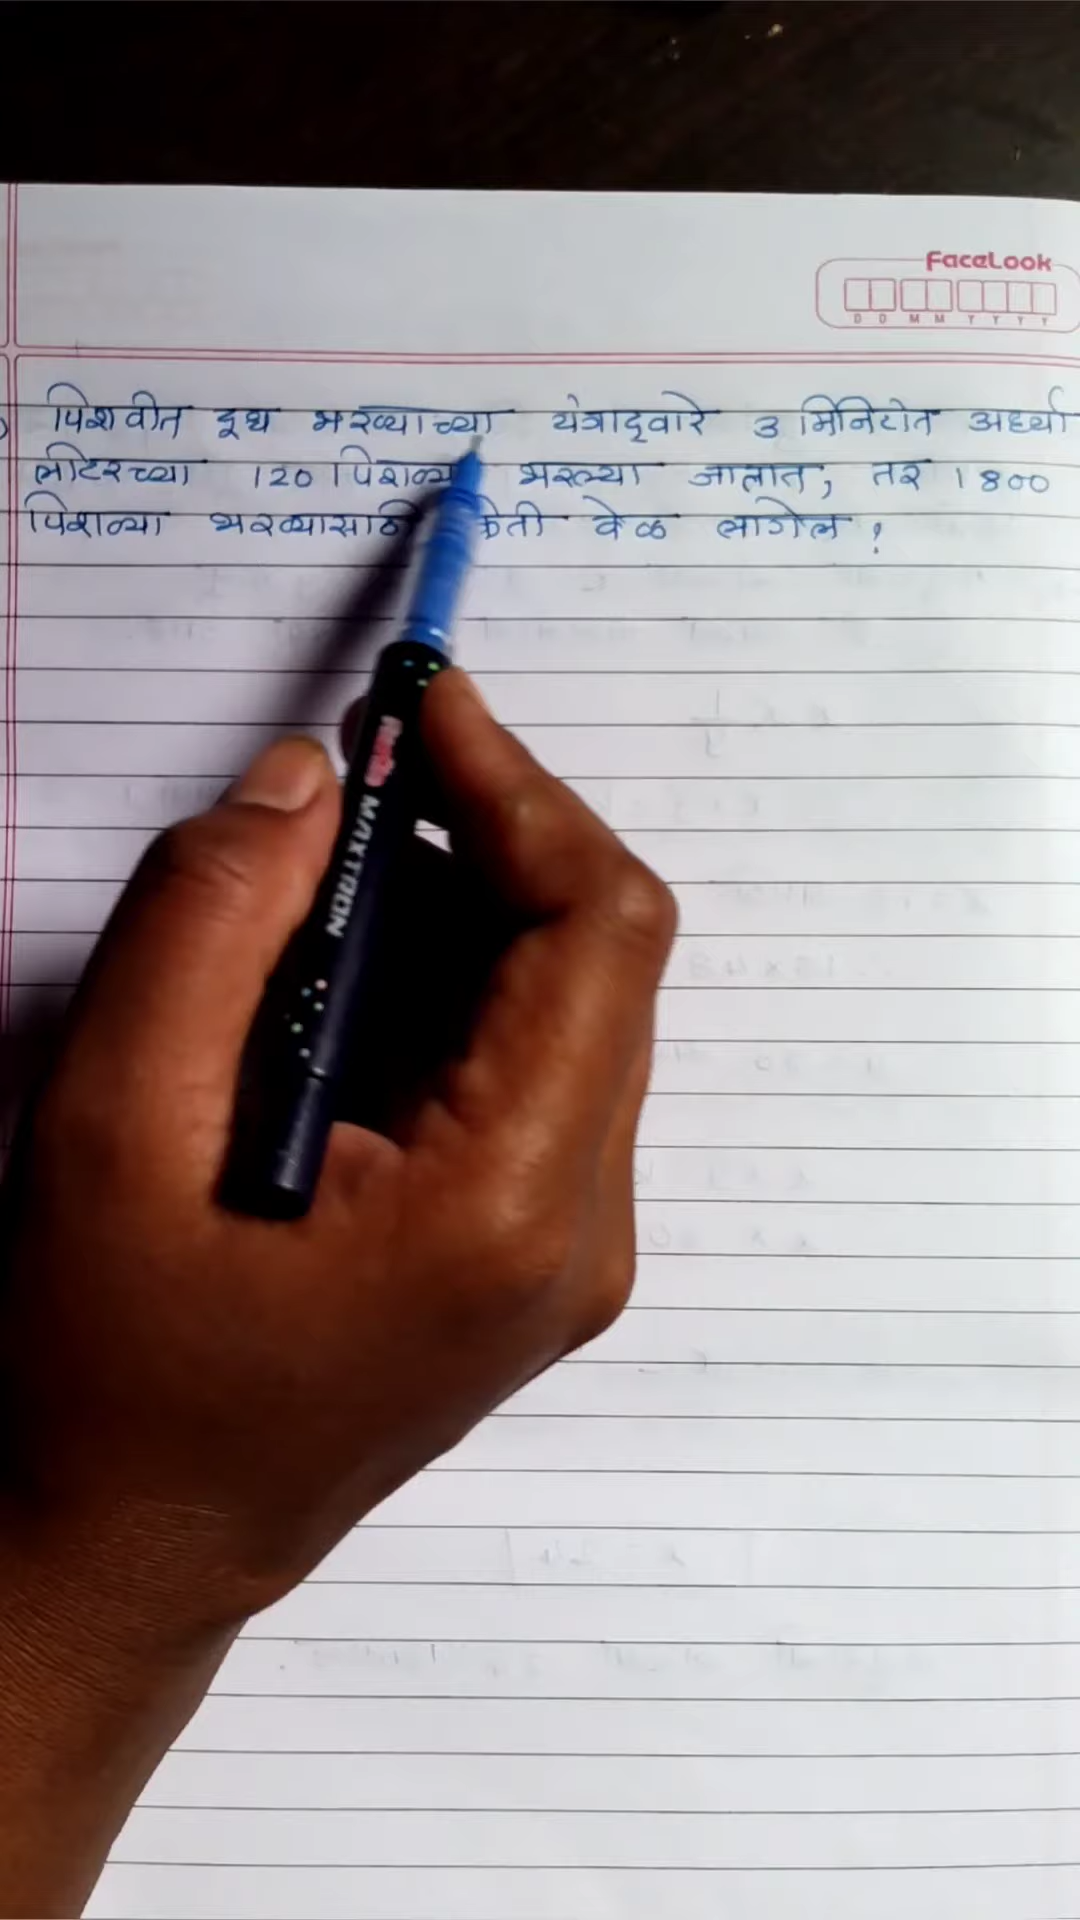 FaceLook
D D M M Y Y Y Y
पिशवीत दूध भरण्याच्या यंत्राद्वारे 3 मिनिटांत अर्ध्या
लीटरच्या 120 पिशव्या भरल्या जातात, तर 1800
पिशव्या भरण्यासाठी किती वेळ लागेल ?
MAXTRON